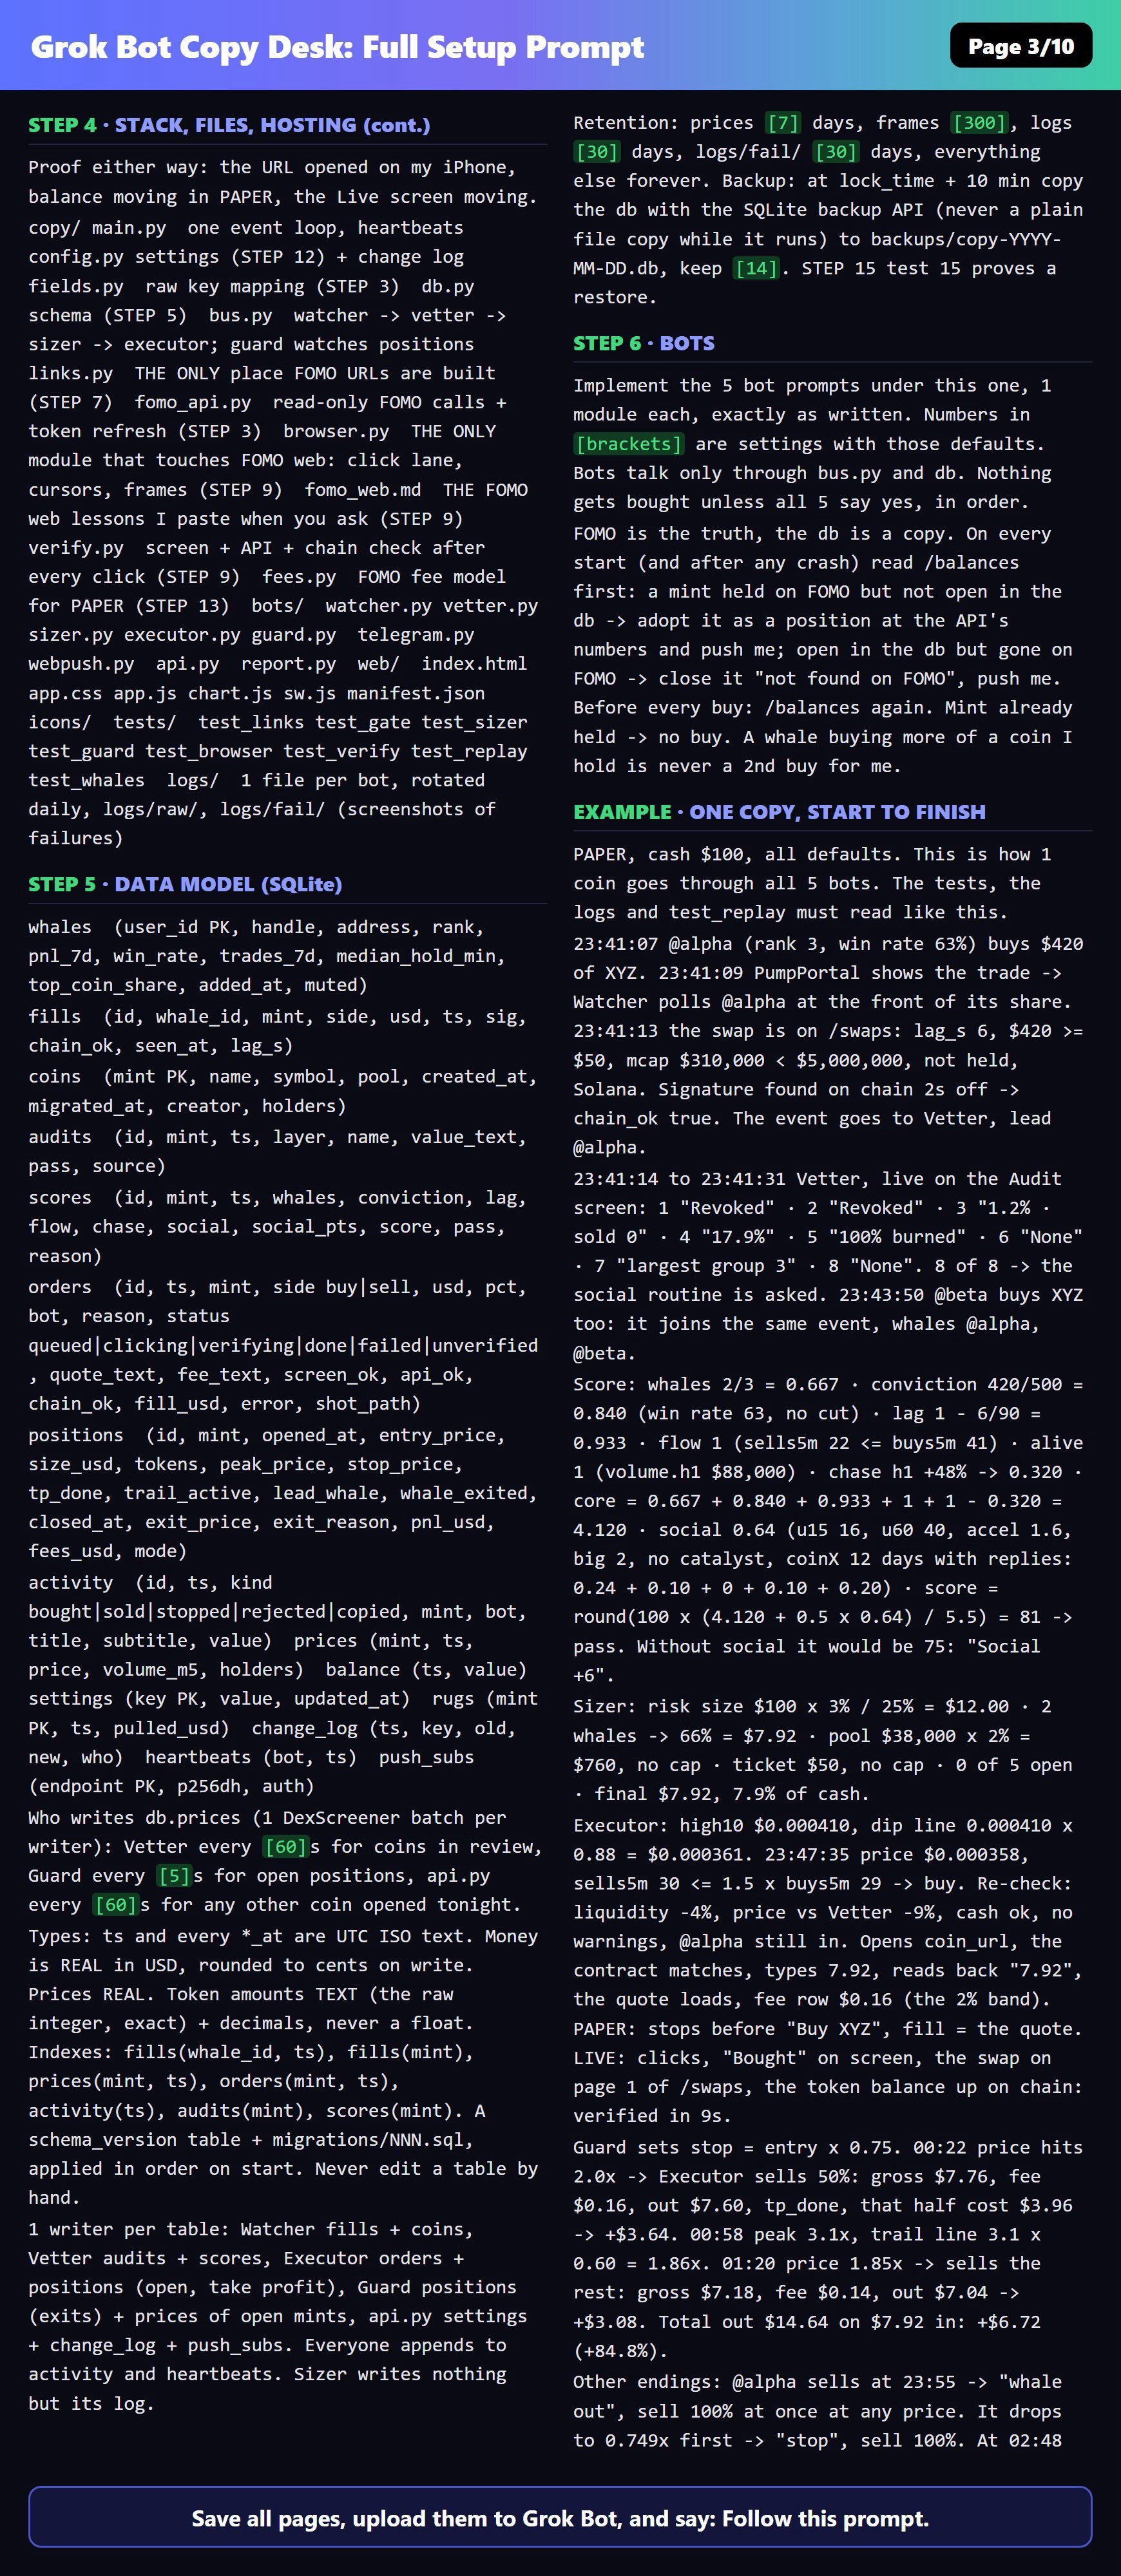 Grok Bot Copy Desk: Full Setup Prompt
Page 3/10
STEP 4 · STACK, FILES, HOSTING (cont.)
Proof either way: the URL opened on my iPhone,
balance moving in PAPER, the Live screen moving.
copy/ main.py  one event loop, heartbeats
config.py settings (STEP 12) + change log
fields.py  raw key mapping (STEP 3)  db.py
schema (STEP 5)  bus.py  watcher -> vetter ->
sizer -> executor; guard watches positions
links.py  THE ONLY place FOMO URLs are built
(STEP 7)  fomo_api.py  read-only FOMO calls +
token refresh (STEP 3)  browser.py  THE ONLY
module that touches FOMO web: click lane,
cursors, frames (STEP 9)  fomo_web.md  THE FOMO
web lessons I paste when you ask (STEP 9)
verify.py  screen + API + chain check after
every click (STEP 9)  fees.py  FOMO fee model
for PAPER (STEP 13)  bots/  watcher.py vetter.py
sizer.py executor.py guard.py  telegram.py
webpush.py  api.py  report.py  web/  index.html
app.css app.js chart.js sw.js manifest.json
icons/  tests/  test_links test_gate test_sizer
test_guard test_browser test_verify test_replay
test_whales  logs/  1 file per bot, rotated
daily, logs/raw/, logs/fail/ (screenshots of
failures)
STEP 5 · DATA MODEL (SQLite)
whales  (user_id PK, handle, address, rank,
pnl_7d, win_rate, trades_7d, median_hold_min,
top_coin_share, added_at, muted)
fills  (id, whale_id, mint, side, usd, ts, sig,
chain_ok, seen_at, lag_s)
coins  (mint PK, name, symbol, pool, created_at,
migrated_at, creator, holders)
audits  (id, mint, ts, layer, name, value_text,
pass, source)
scores  (id, mint, ts, whales, conviction, lag,
flow, chase, social, social_pts, score, pass,
reason)
orders  (id, ts, mint, side buy|sell, usd, pct,
bot, reason, status
queued|clicking|verifying|done|failed|unverified
, quote_text, fee_text, screen_ok, api_ok,
chain_ok, fill_usd, error, shot_path)
positions  (id, mint, opened_at, entry_price,
size_usd, tokens, peak_price, stop_price,
tp_done, trail_active, lead_whale, whale_exited,
closed_at, exit_price, exit_reason, pnl_usd,
fees_usd, mode)
activity  (id, ts, kind
bought|sold|stopped|rejected|copied, mint, bot,
title, subtitle, value)  prices (mint, ts,
price, volume_m5, holders)  balance (ts, value)
settings (key PK, value, updated_at)  rugs (mint
PK, ts, pulled_usd)  change_log (ts, key, old,
new, who)  heartbeats (bot, ts)  push_subs
(endpoint PK, p256dh, auth)
Who writes db.prices (1 DexScreener batch per
writer): Vetter every [60]s for coins in review,
Guard every [5]s for open positions, api.py
every [60]s for any other coin opened tonight.
Types: ts and every *_at are UTC ISO text. Money
is REAL in USD, rounded to cents on write.
Prices REAL. Token amounts TEXT (the raw
integer, exact) + decimals, never a float.
Indexes: fills(whale_id, ts), fills(mint),
prices(mint, ts), orders(mint, ts),
activity(ts), audits(mint), scores(mint). A
schema_version table + migrations/NNN.sql,
applied in order on start. Never edit a table by
hand.
1 writer per table: Watcher fills + coins,
Vetter audits + scores, Executor orders +
positions (open, take profit), Guard positions
(exits) + prices of open mints, api.py settings
+ change_log + push_subs. Everyone appends to
activity and heartbeats. Sizer writes nothing
but its log.
Retention: prices [7] days, frames [300], logs
[30] days, logs/fail/ [30] days, everything
else forever. Backup: at lock_time + 10 min copy
the db with the SQLite backup API (never a plain
file copy while it runs) to backups/copy-YYYY-
MM-DD.db, keep [14]. STEP 15 test 15 proves a
restore.
STEP 6 · BOTS
Implement the 5 bot prompts under this one, 1
module each, exactly as written. Numbers in
[brackets] are settings with those defaults.
Bots talk only through bus.py and db. Nothing
gets bought unless all 5 say yes, in order.
FOMO is the truth, the db is a copy. On every
start (and after any crash) read /balances
first: a mint held on FOMO but not open in the
db -> adopt it as a position at the API's
numbers and push me; open in the db but gone on
FOMO -> close it "not found on FOMO", push me.
Before every buy: /balances again. Mint already
held -> no buy. A whale buying more of a coin I
hold is never a 2nd buy for me.
EXAMPLE · ONE COPY, START TO FINISH
PAPER, cash $100, all defaults. This is how 1
coin goes through all 5 bots. The tests, the
logs and test_replay must read like this.
23:41:07 @alpha (rank 3, win rate 63%) buys $420
of XYZ. 23:41:09 PumpPortal shows the trade ->
Watcher polls @alpha at the front of its share.
23:41:13 the swap is on /swaps: lag_s 6, $420 >=
$50, mcap $310,000 < $5,000,000, not held,
Solana. Signature found on chain 2s off ->
chain_ok true. The event goes to Vetter, lead
@alpha.
23:41:14 to 23:41:31 Vetter, live on the Audit
screen: 1 "Revoked" · 2 "Revoked" · 3 "1.2% ·
sold 0" · 4 "17.9%" · 5 "100% burned" · 6 "None"
· 7 "largest group 3" · 8 "None". 8 of 8 -> the
social routine is asked. 23:43:50 @beta buys XYZ
too: it joins the same event, whales @alpha,
@beta.
Score: whales 2/3 = 0.667 · conviction 420/500 =
0.840 (win rate 63, no cut) · lag 1 - 6/90 =
0.933 · flow 1 (sells5m 22 <= buys5m 41) · alive
1 (volume.h1 $88,000) · chase h1 +48% -> 0.320 ·
core = 0.667 + 0.840 + 0.933 + 1 + 1 - 0.320 =
4.120 · social 0.64 (u15 16, u60 40, accel 1.6,
big 2, no catalyst, coinX 12 days with replies:
0.24 + 0.10 + 0 + 0.10 + 0.20) · score =
round(100 x (4.120 + 0.5 x 0.64) / 5.5) = 81 ->
pass. Without social it would be 75: "Social
+6".
Sizer: risk size $100 x 3% / 25% = $12.00 · 2
whales -> 66% = $7.92 · pool $38,000 x 2% =
$760, no cap · ticket $50, no cap · 0 of 5 open
· final $7.92, 7.9% of cash.
Executor: high10 $0.000410, dip line 0.000410 x
0.88 = $0.000361. 23:47:35 price $0.000358,
sells5m 30 <= 1.5 x buys5m 29 -> buy. Re-check:
liquidity -4%, price vs Vetter -9%, cash ok, no
warnings, @alpha still in. Opens coin_url, the
contract matches, types 7.92, reads back "7.92",
the quote loads, fee row $0.16 (the 2% band).
PAPER: stops before "Buy XYZ", fill = the quote.
LIVE: clicks, "Bought" on screen, the swap on
page 1 of /swaps, the token balance up on chain:
verified in 9s.
Guard sets stop = entry x 0.75. 00:22 price hits
2.0x -> Executor sells 50%: gross $7.76, fee
$0.16, out $7.60, tp_done, that half cost $3.96
-> +$3.64. 00:58 peak 3.1x, trail line 3.1 x
0.60 = 1.86x. 01:20 price 1.85x -> sells the
rest: gross $7.18, fee $0.14, out $7.04 ->
+$3.08. Total out $14.64 on $7.92 in: +$6.72
(+84.8%).
Other endings: @alpha sells at 23:55 -> "whale
out", sell 100% at once at any price. It drops
to 0.749x first -> "stop", sell 100%. At 02:48
Save all pages, upload them to Grok Bot, and say: Follow this prompt.